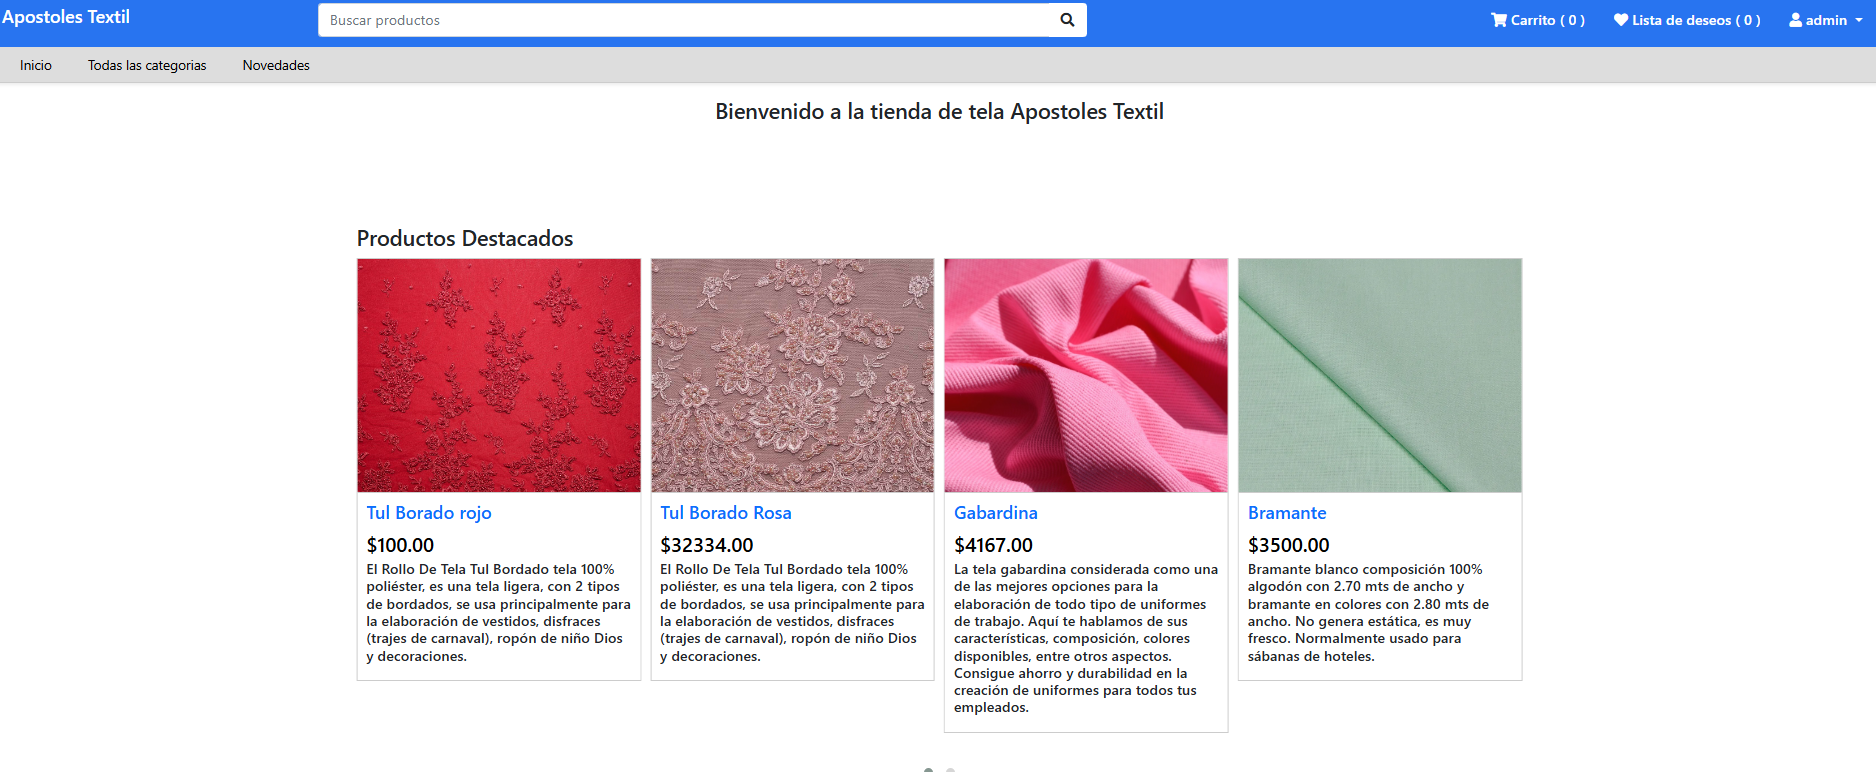 Apostoles Textil
Buscar productos
Carrito ( 0 )
Lista de deseos ( 0 )
admin
Inicio
Todas las categorias
Novedades
Bienvenido a la tienda de tela Apostoles Textil
Productos Destacados
Tul Borado rojo
$100.00
El Rollo De Tela Tul Bordado tela 100%
poliéster, es una tela ligera, con 2 tipos
de bordados, se usa principalmente para
la elaboración de vestidos, disfraces
(trajes de carnaval), ropón de niño Dios
y decoraciones.
Tul Borado Rosa
$32334.00
El Rollo De Tela Tul Bordado tela 100%
poliéster, es una tela ligera, con 2 tipos
de bordados, se usa principalmente para
la elaboración de vestidos, disfraces
(trajes de carnaval), ropón de niño Dios
y decoraciones.
Gabardina
$4167.00
La tela gabardina considerada como una
de las mejores opciones para la
elaboración de todo tipo de uniformes
de trabajo. Aquí te hablamos de sus
características, composición, colores
disponibles, entre otros aspectos.
Consigue ahorro y durabilidad en la
creación de uniformes para todos tus
empleados.
Bramante
$3500.00
Bramante blanco composición 100%
algodón con 2.70 mts de ancho y
bramante en colores con 2.80 mts de
ancho. No genera estática, es muy
fresco. Normalmente usado para
sábanas de hoteles.